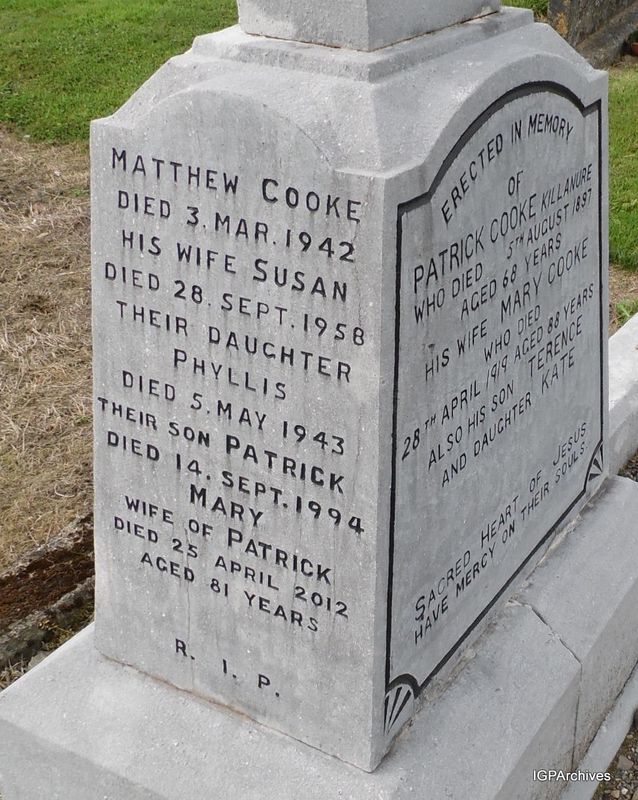 MATTHEW COOKE
DIED 3. MAR. 1942
HIS WIFE SUSAN
DIED 28. SEPT. 1958
THEIR DAUGHTER
PHYLLIS
DIED 5. MAY 1943
THEIR SON PATRICK
DIED 14. SEPT. 1994
MARY
WIFE OF PATRICK
DIED 25 APRIL 2012
AGED 81 YEARS
R. I. P.
ERECTED IN MEMORY
OF
PATRICK COOKE KILLANURE
WHO DIED 5TH AUGUST 1897
AGED 68 YEARS
HIS WIFE MARY COOKE
WHO DIED
28TH APRIL 1919 AGED 88 YEARS
ALSO HIS SON TERENCE
AND DAUGHTER KATE
SACRED HEART OF JESUS
HAVE MERCY ON THEIR SOULS.
IGPArchives